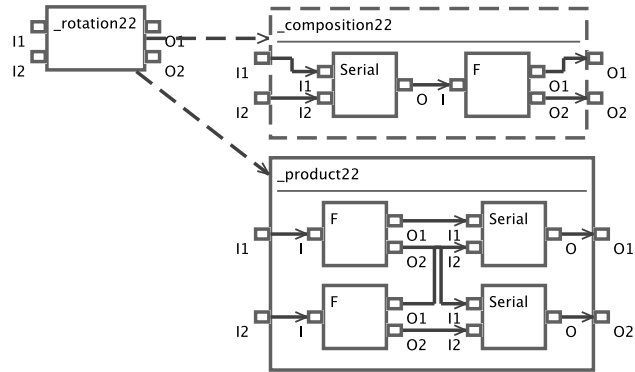 _rotation22
I1
O1
I2
O2
_composition22
I1
I1
Serial
O
I
F
O1
O1
I2
I2
O2
O2
_product22
F
O1
I1
Serial
I1
I
O2
I2
O
O1
F
O1
I1
Serial
I2
I
O2
I2
O
O2